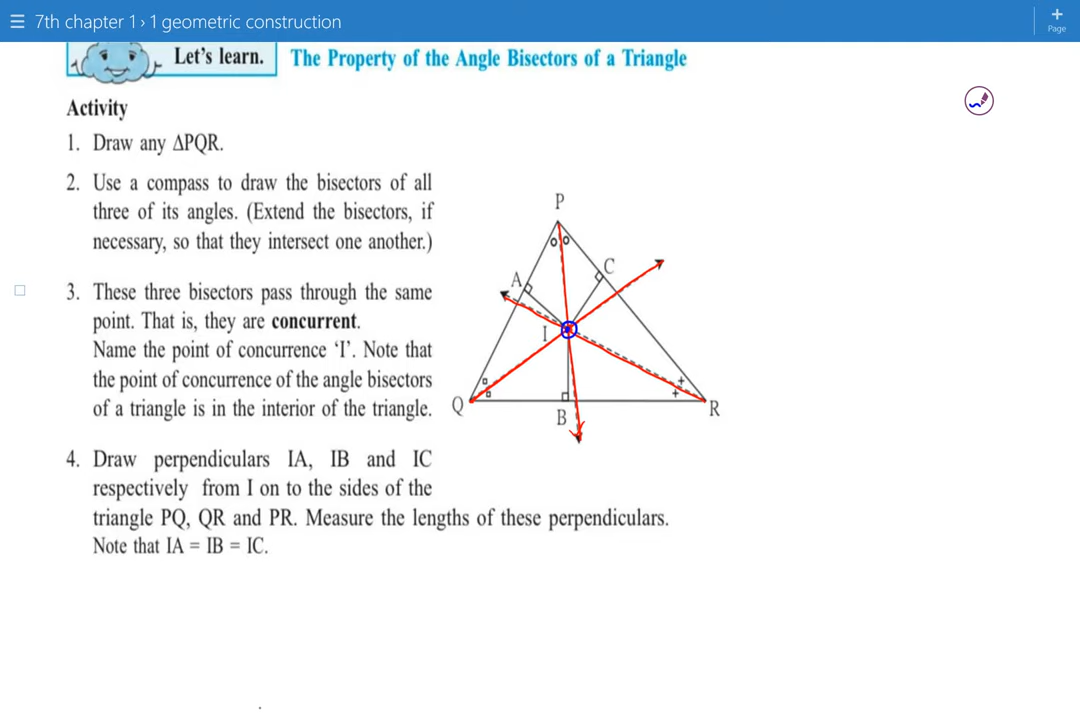 7th chapter 1 › 1 geometric construction
+
Page
Let's learn.
The Property of the Angle Bisectors of a Triangle
Activity
1. Draw any ΔPQR.
2. Use a compass to draw the bisectors of all
three of its angles. (Extend the bisectors, if
necessary, so that they intersect one another.)
3. These three bisectors pass through the same
point. That is, they are concurrent.
Name the point of concurrence ‘I’. Note that
the point of concurrence of the angle bisectors
of a triangle is in the interior of the triangle.
4. Draw perpendiculars IA, IB and IC
respectively from I on to the sides of the
triangle PQ, QR and PR. Measure the lengths of these perpendiculars.
Note that IA = IB = IC.
P
A
C
I
Q
B
R